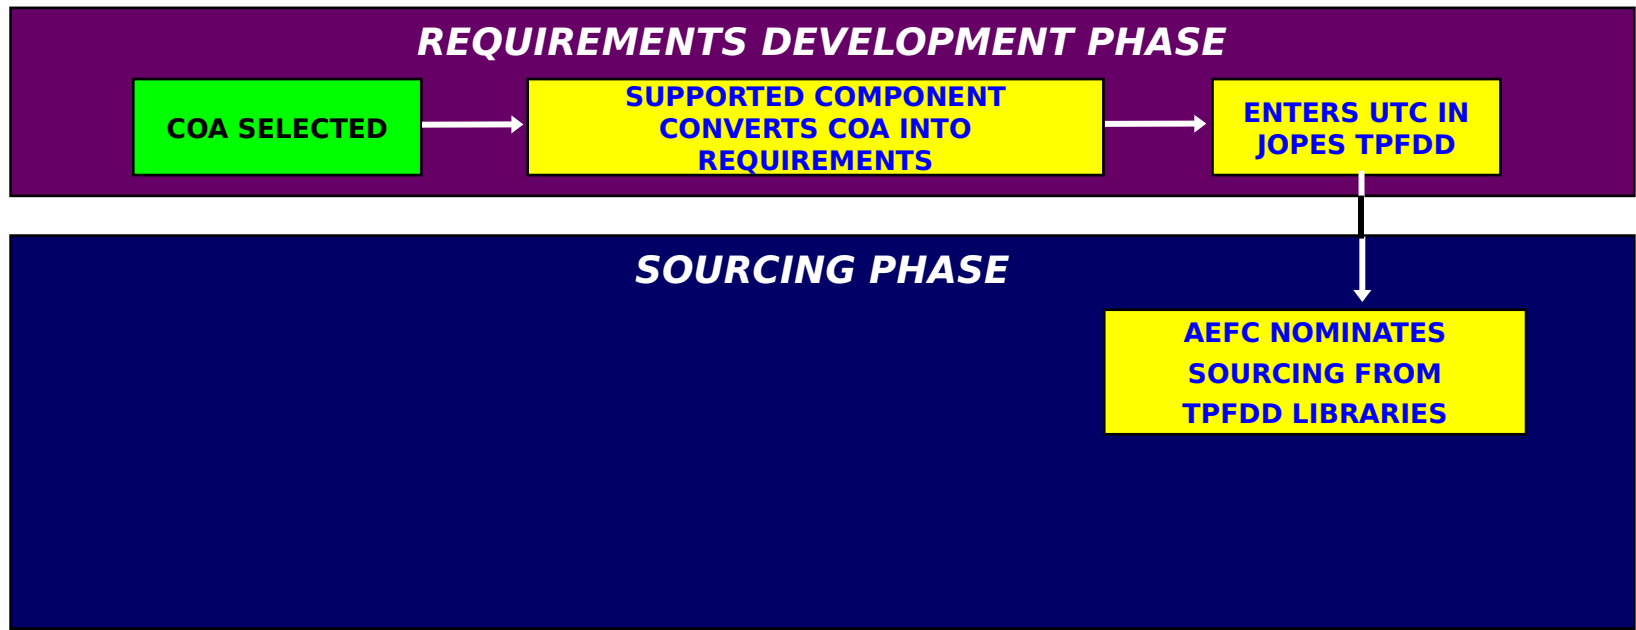 REQUIREMENTS DEVELOPMENT PHASE
COA SELECTED
SUPPORTED COMPONENT
CONVERTS COA INTO
REQUIREMENTS
ENTERS UTC IN
JOPES TPFDD
SOURCING PHASE
AEFC NOMINATES
SOURCING FROM
TPFDD LIBRARIES